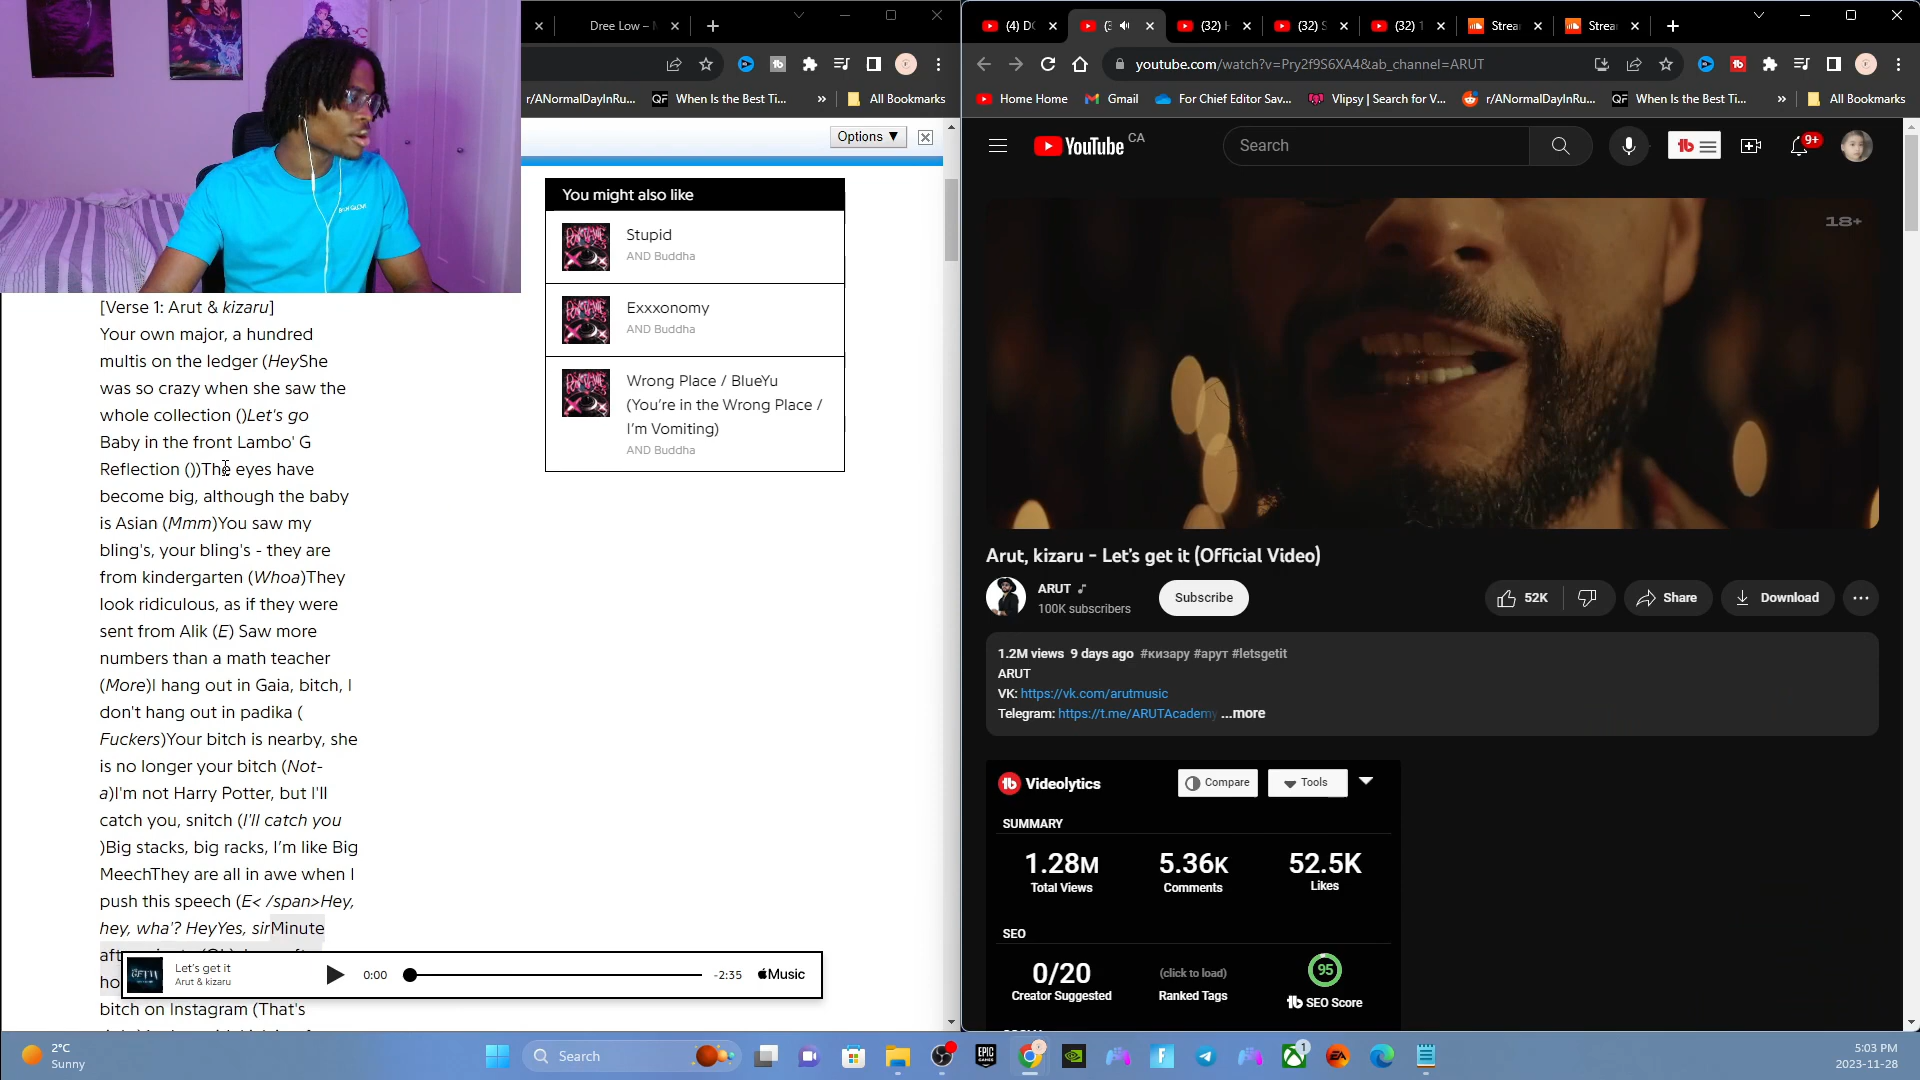 Dree Low –
(4) DC
(32)
(32) S
(32) 1
Strea
Strea
youtube.com/watch?v=Pry2f9S6XA4&ab_channel=ARUT
r/ANormalDayInRu...
When Is the Best Ti...
»
All Bookmarks
Home Home
Gmail
For Chief Editor Sav...
Vlipsy | Search for V...
r/ANormalDayInRu...
When Is the Best Ti...
»
All Bookmarks
Options ▼
You might also like
Stupid
AND Buddha
Exxxonomy
AND Buddha
Wrong Place / BlueYu
(You're in the Wrong Place /
I'm Vomiting)
AND Buddha
[Verse 1: Arut & kizaru]
Your own major, a hundred
multis on the ledger (HeyShe
was so crazy when she saw the
whole collection ()Let's go
Baby in the front Lambo' G
Reflection ())The eyes have
become big, although the baby
is Asian (Mmm)You saw my
bling's, your bling's - they are
from kindergarten (Whoa)They
look ridiculous, as if they were
sent from Alik (E) Saw more
numbers than a math teacher
(More)I hang out in Gaia, bitch, I
don't hang out in padika (
Fuckers)Your bitch is nearby, she
is no longer your bitch (Not-
a)I'm not Harry Potter, but I'll
catch you, snitch (I'll catch you
)Big stacks, big racks, I'm like Big
MeechThey are all in awe when I
push this speech (E< /span>Hey,
hey, wha'? HeyYes, sirMinute
bitch on Instagram (That's
Let's get it
Arut & kizaru
0:00
-2:35
Music
YouTube CA
Search
9+
18+
Arut, kizaru - Let's get it (Official Video)
ARUT
100K subscribers
Subscribe
52K
Share
Download
1.2M views 9 days ago #кизару #арут #letsgetit
ARUT
VK: https://vk.com/arutmusic
Telegram: https://t.me/ARUTAcademy ...more
Videolytics
Compare
Tools
SUMMARY
1.28M
Total Views
5.36K
Comments
52.5K
Likes
SEO
0/20
Creator Suggested
(click to load)
Ranked Tags
95
tb SEO Score
2°C
Sunny
Search
EPIC GAMES
1
EA
5:03 PM
2023-11-28